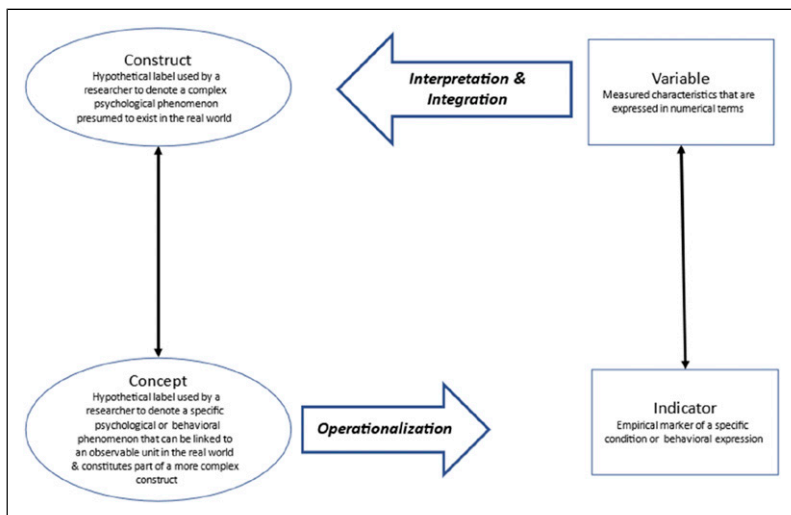 Construct
Hypothetical label used by a
researcher to denote a complex
psychological phenomenon
presumed to exist in the real world
Interpretation &
Integration
Variable
Measured characteristics that are
expressed in numerical terms
Concept
Hypothetical label used by a
researcher to denote a specific
psychological or behavioral
phenomenon that can be linked to
an observable unit in the real world
& constitutes part of a more complex
construct
Operationalization
Indicator
Empirical marker of a specific
condition or behavioral expression